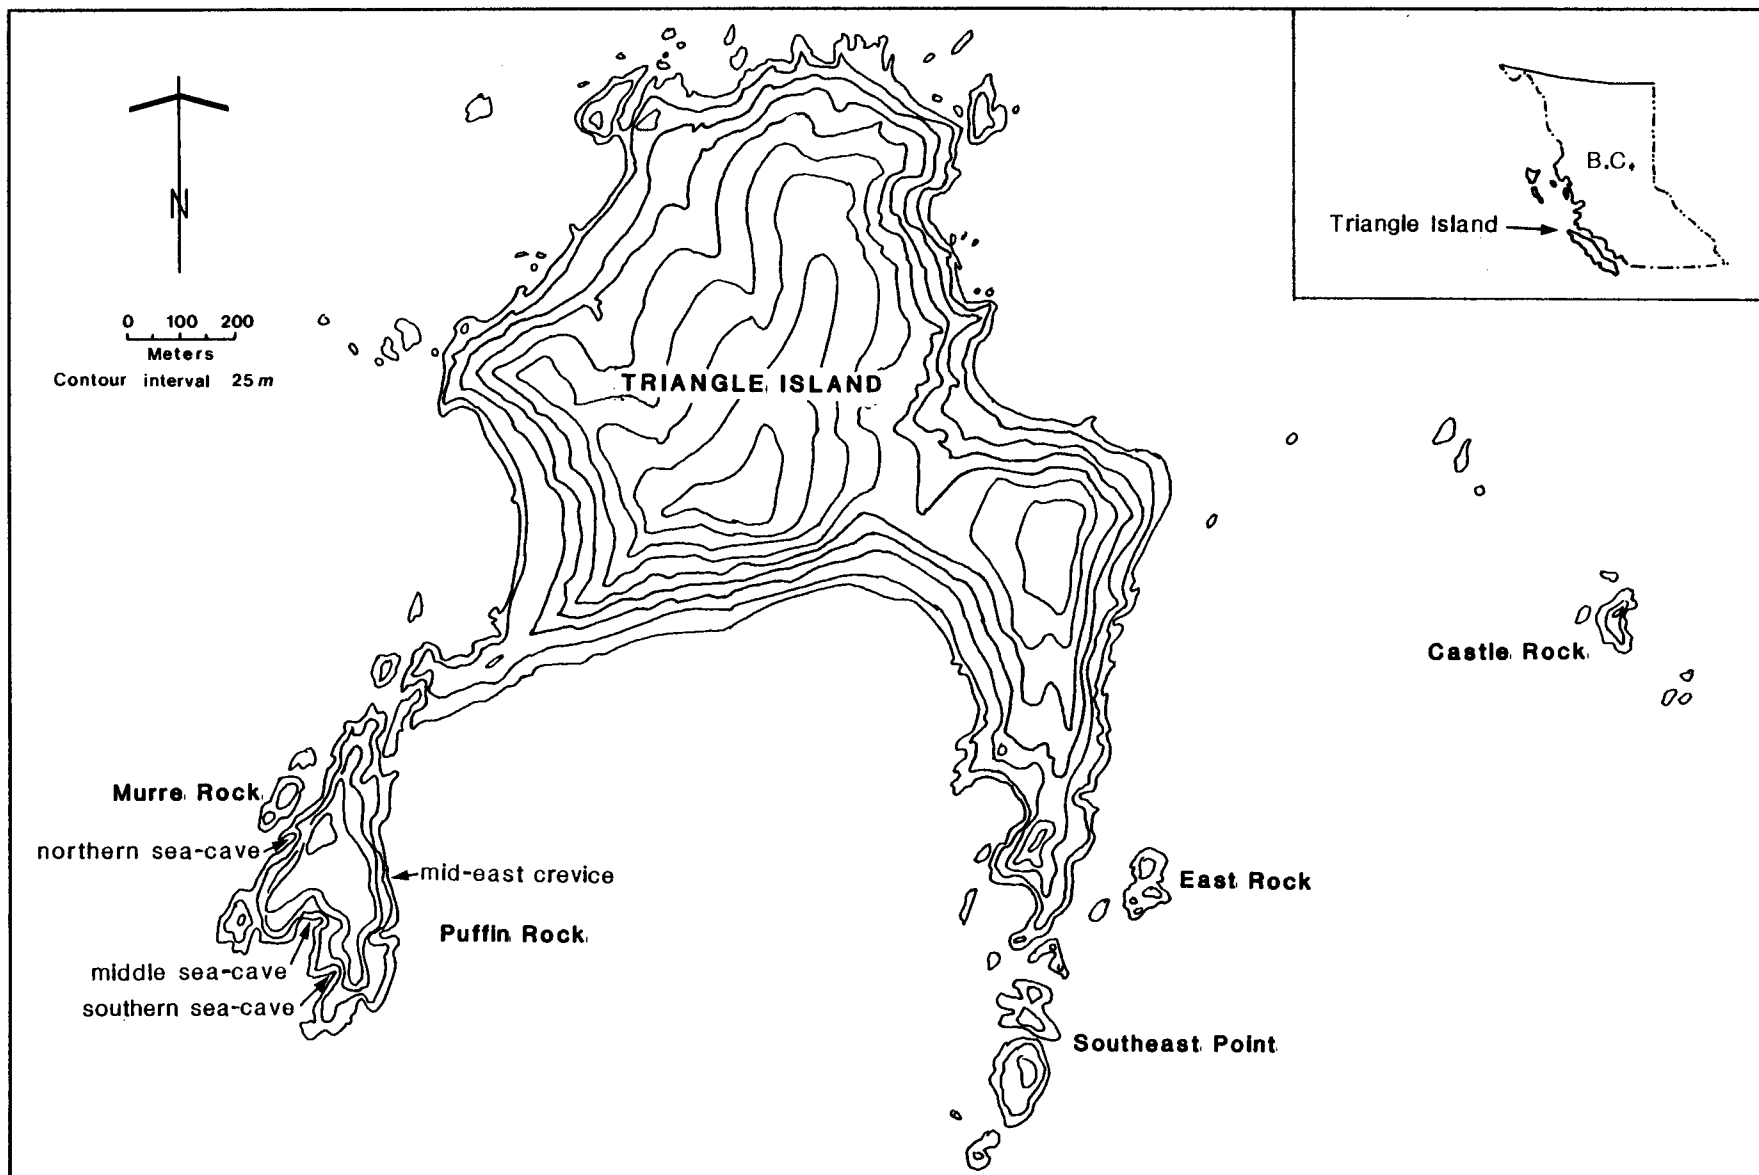 B.C.
Triangle Island
N
0 100 200
Meters
Contour interval 25m
TRIANGLE ISLAND
Castle Rock
Murre Rock
northern sea-cave
mid-east crevice
East Rock
Puffin Rock
middle sea-cave
southern sea-cave
Southeast Point